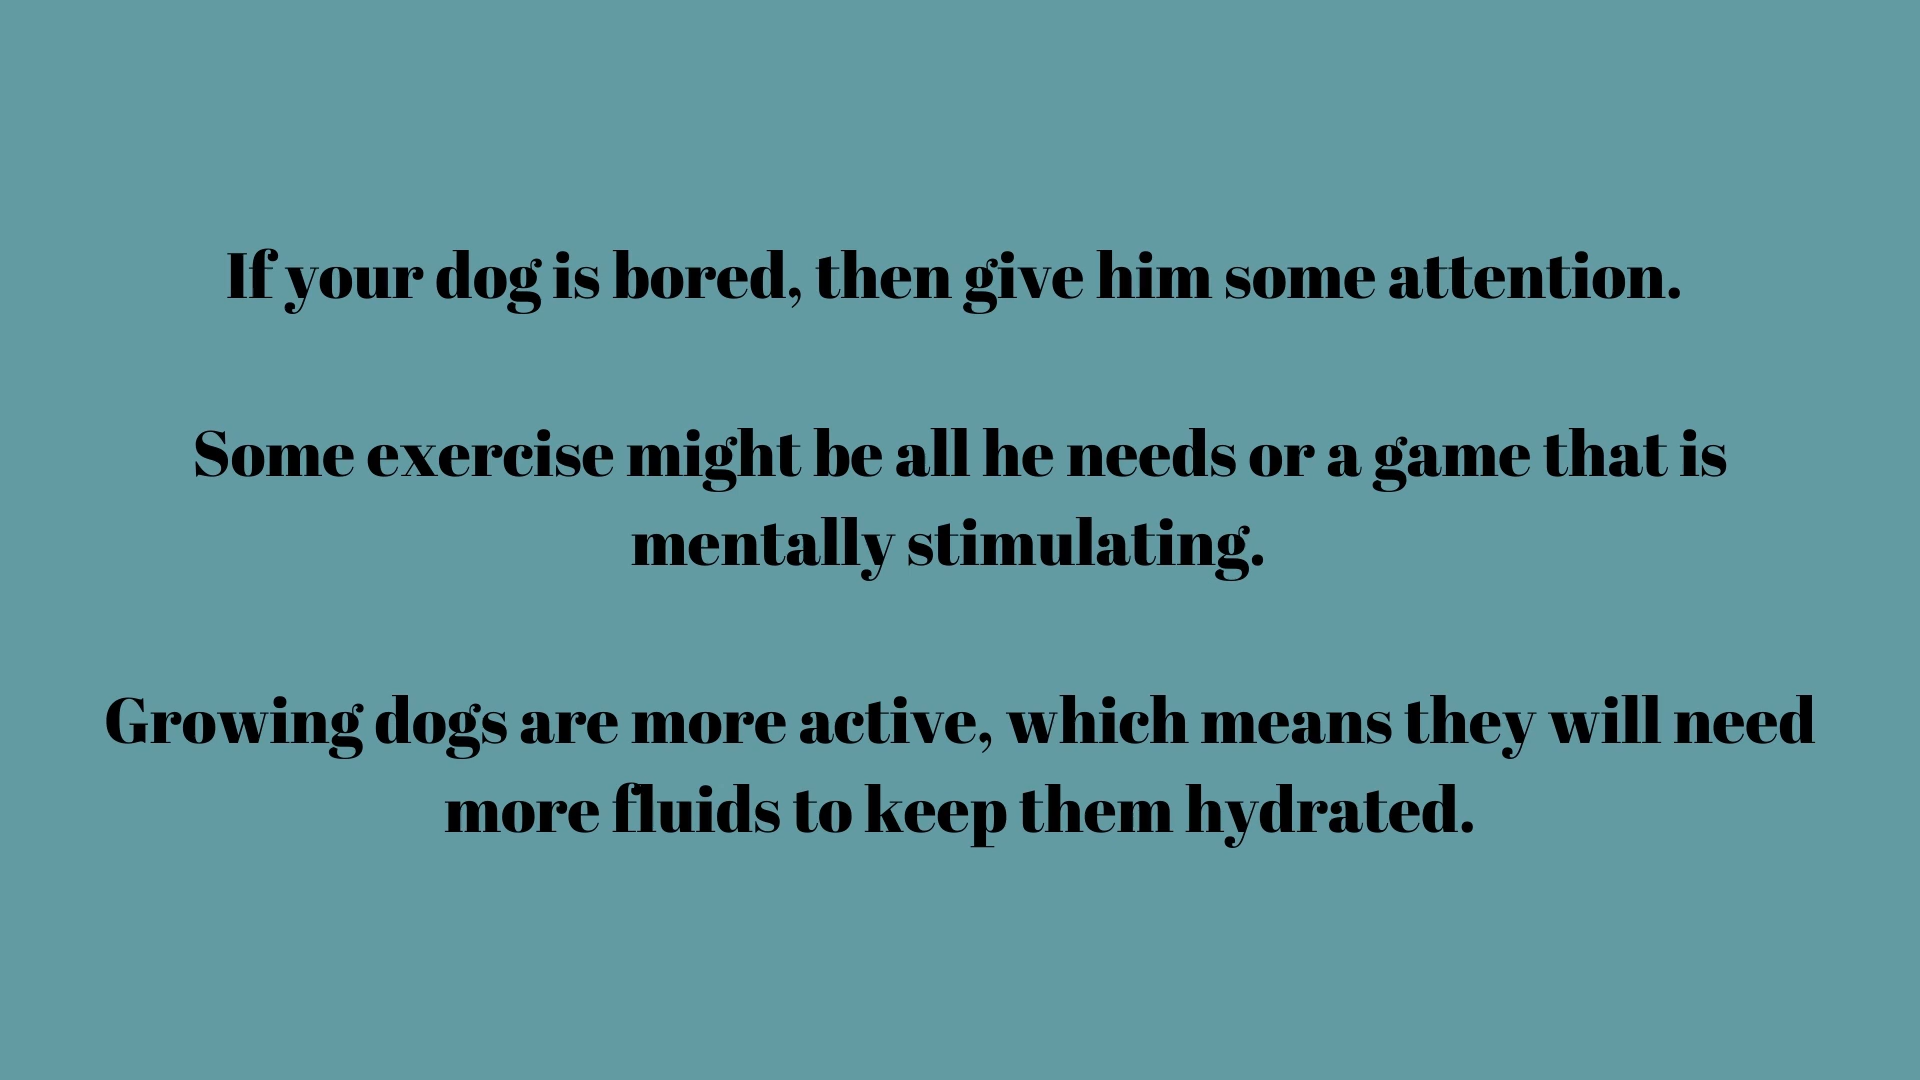 If your dog is bored, then give him some attention.
Some exercise might be all he needs or a game that is
mentally stimulating.
Growing dogs are more active, which means they will need
more fluids to keep them hydrated.